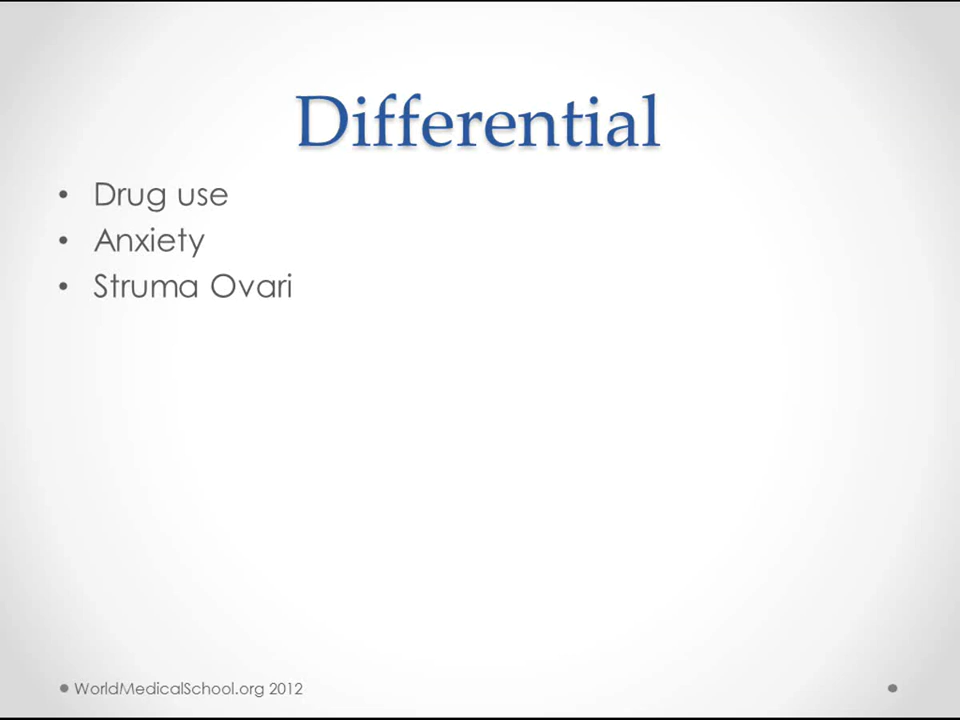 Differential
• Drug use
• Anxiety
• Struma Ovari
WorldMedicalSchool.org 2012